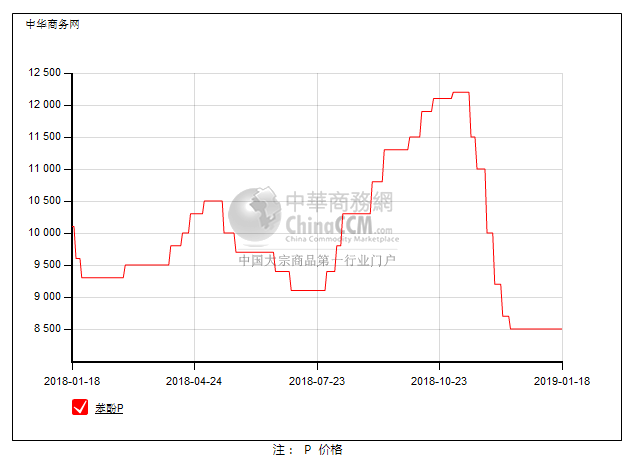 中华商务网
12 500
12 000
11 500
11 000
10 500
10 000
9 500
9 000
8 500
中華商務網
ChinaCCM.com
China Commodity Marketplace
中国大宗商品第一行业门户
2018-01-18
2018-04-24
2018-07-23
2018-10-23
2019-01-18
苯酚P
注： P 价格